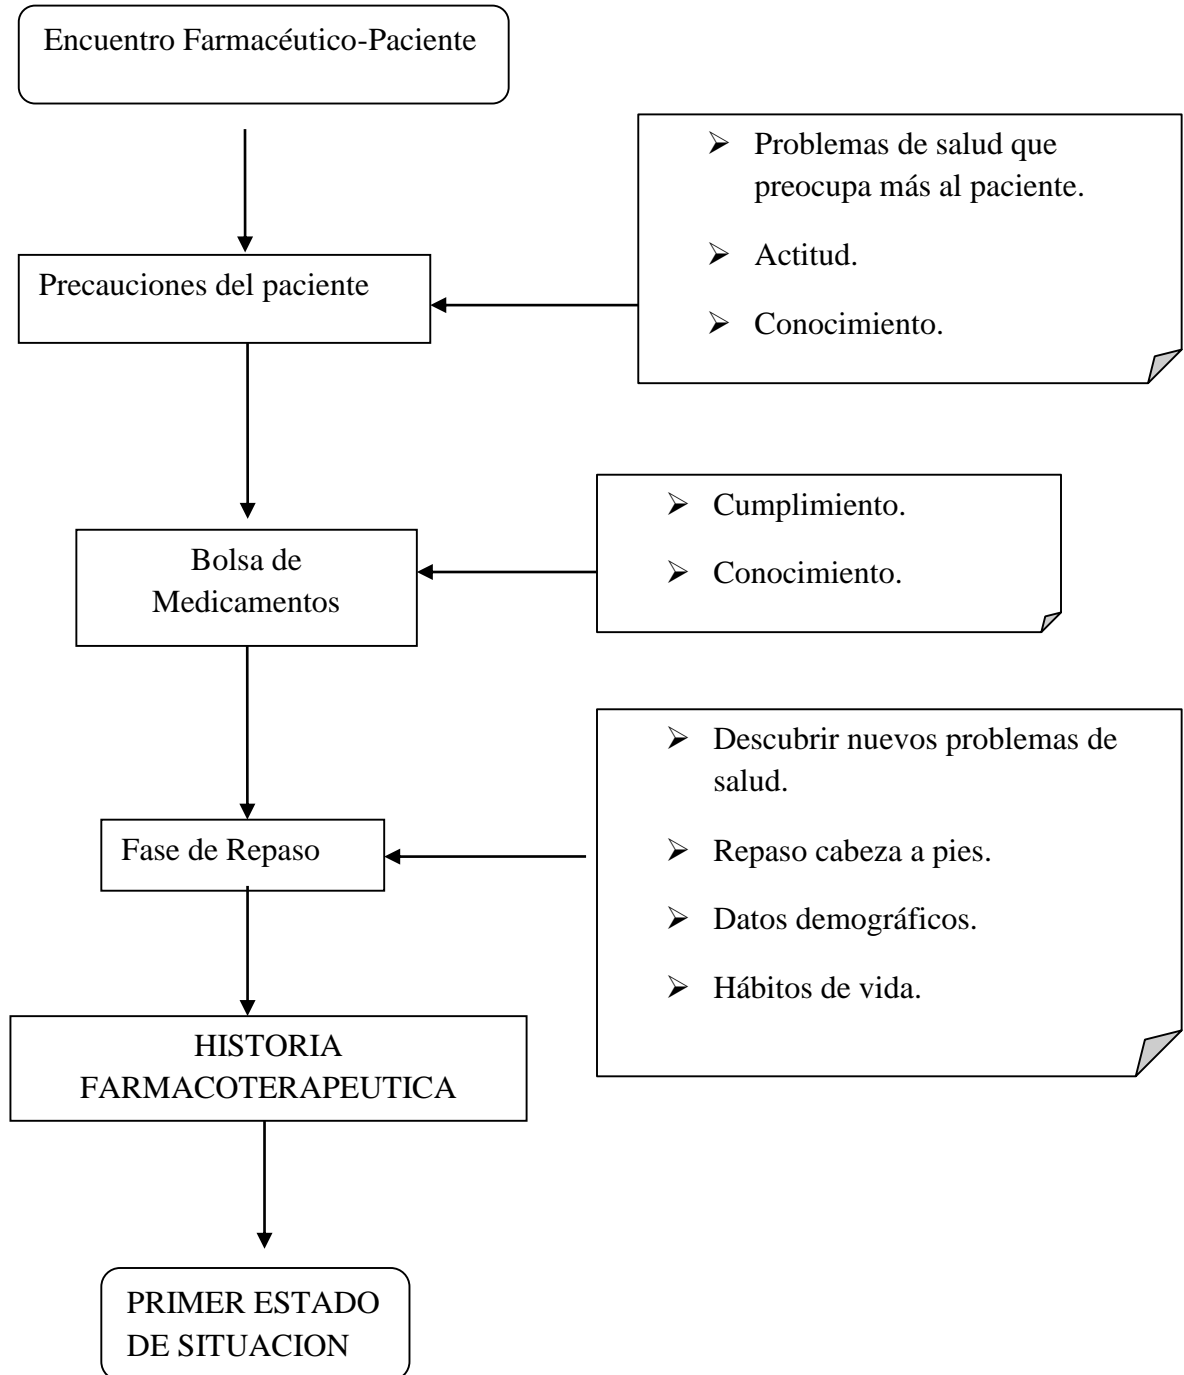 Encuentro Farmacéutico-Paciente
➢ Problemas de salud que
preocupa más al paciente.
➢ Actitud.
➢ Conocimiento.
Precauciones del paciente
➢ Cumplimiento.
➢ Conocimiento.
Bolsa de
Medicamentos
➢ Descubrir nuevos problemas de
salud.
➢ Repaso cabeza a pies.
➢ Datos demográficos.
➢ Hábitos de vida.
Fase de Repaso
HISTORIA
FARMACOTERAPEUTICA
PRIMER ESTADO
DE SITUACION